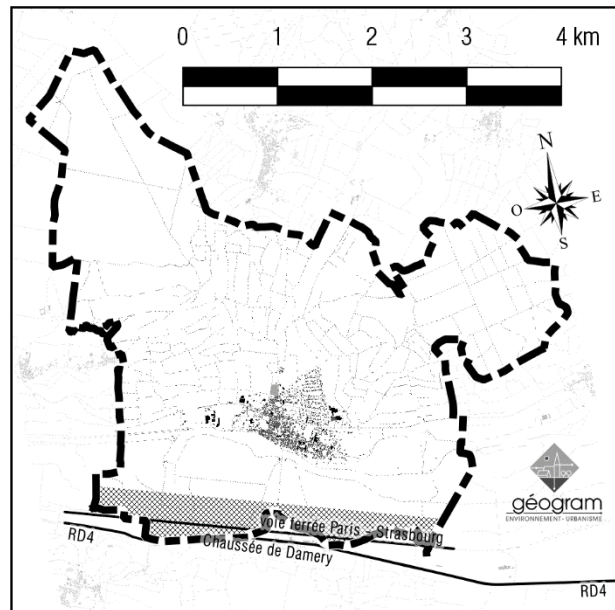 0 1 2 3 4 km
N
O E
S
géogram
ENVIRONNEMENT - URBANISME
voie ferrée Paris - Strasbourg
Chaussée de Damery
RD4
RD4